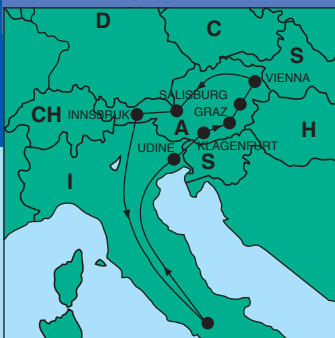 D
C
S
VIENNA
SALISBURG
CH
INNSBRUK
GRAZ
A
H
UDINE
KLAGENFURT
S
I